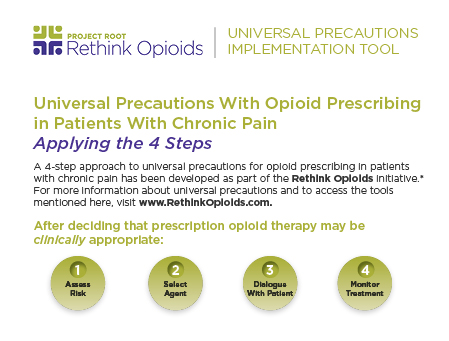 PROJECT ROOT
Rethink Opioids
UNIVERSAL PRECAUTIONS
IMPLEMENTATION TOOL
Universal Precautions With Opioid Prescribing
in Patients With Chronic Pain
Applying the 4 Steps
A 4-step approach to universal precautions for opioid prescribing in patients
with chronic pain has been developed as part of the Rethink Opioids initiative.*
For more information about universal precautions and to access the tools
mentioned here, visit www.RethinkOpioids.com.
After deciding that prescription opioid therapy may be
clinically appropriate:
1
Assess
Risk
2
Select
Agent
3
Dialogue
With Patient
4
Monitor
Treatment